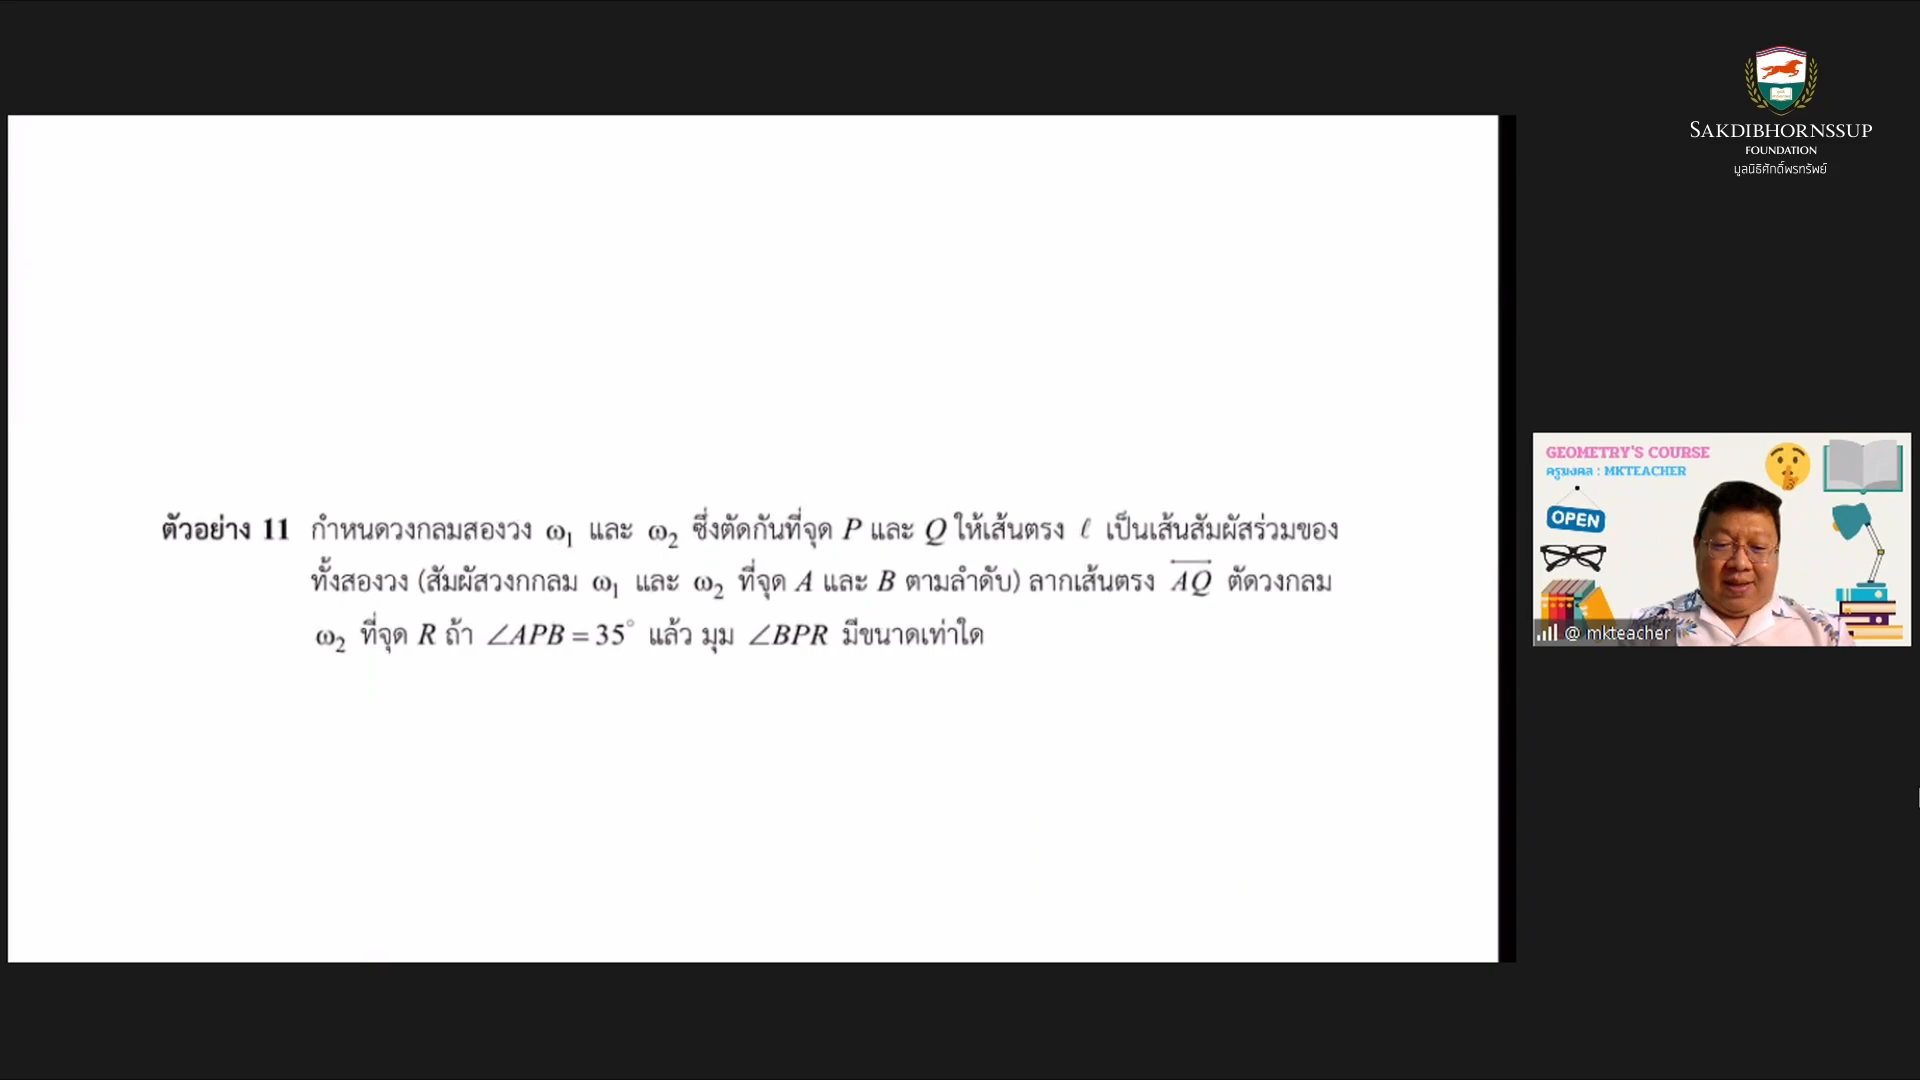 SAKDIBHORNSSUP
FOUNDATION
มูลนิธิศักดิ์พรทรัพย์
ตัวอย่าง 11 กำหนดวงกลมสองวง ω₁ และ ω₂ ซึ่งตัดกันที่จุด P และ Q ให้เส้นตรง ℓ เป็นเส้นสัมผัสร่วมของ
ทั้งสองวง (สัมผัสวงกกลม ω₁ และ ω₂ ที่จุด A และ B ตามลำดับ) ลากเส้นตรง AQ ตัดวงกลม
ω₂ ที่จุด R ถ้า ∠APB = 35° แล้ว มุม ∠BPR มีขนาดเท่าใด
GEOMETRY'S COURSE
ครูมงคล : MKTEACHER
OPEN
@ mkteacher